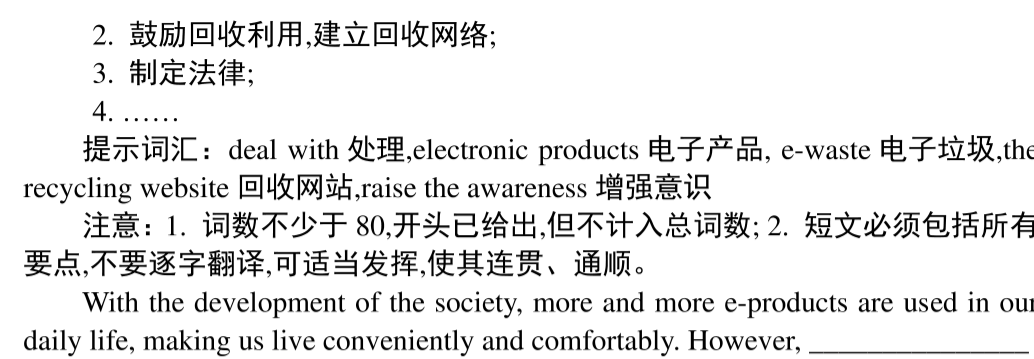 2. 鼓励回收利用,建立回收网络;
3. 制定法律;
4. ……
提示词汇：deal with 处理,electronic products 电子产品, e-waste 电子垃圾,the
recycling website 回收网站,raise the awareness 增强意识
注意：1. 词数不少于 80,开头已给出,但不计入总词数; 2. 短文必须包括所有
要点,不要逐字翻译,可适当发挥,使其连贯、通顺。
With the development of the society, more and more e-products are used in our
daily life, making us live conveniently and comfortably. However, ________________